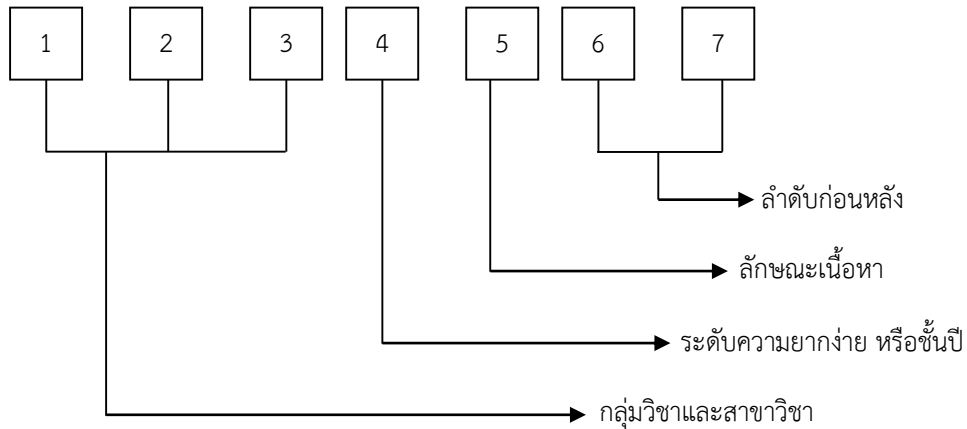 1 2 3 4 5 6 7
ลำดับก่อนหลัง
ลักษณะเนื้อหา
ระดับความยากง่าย หรือชั้นปี
กลุ่มวิชาและสาขาวิชา